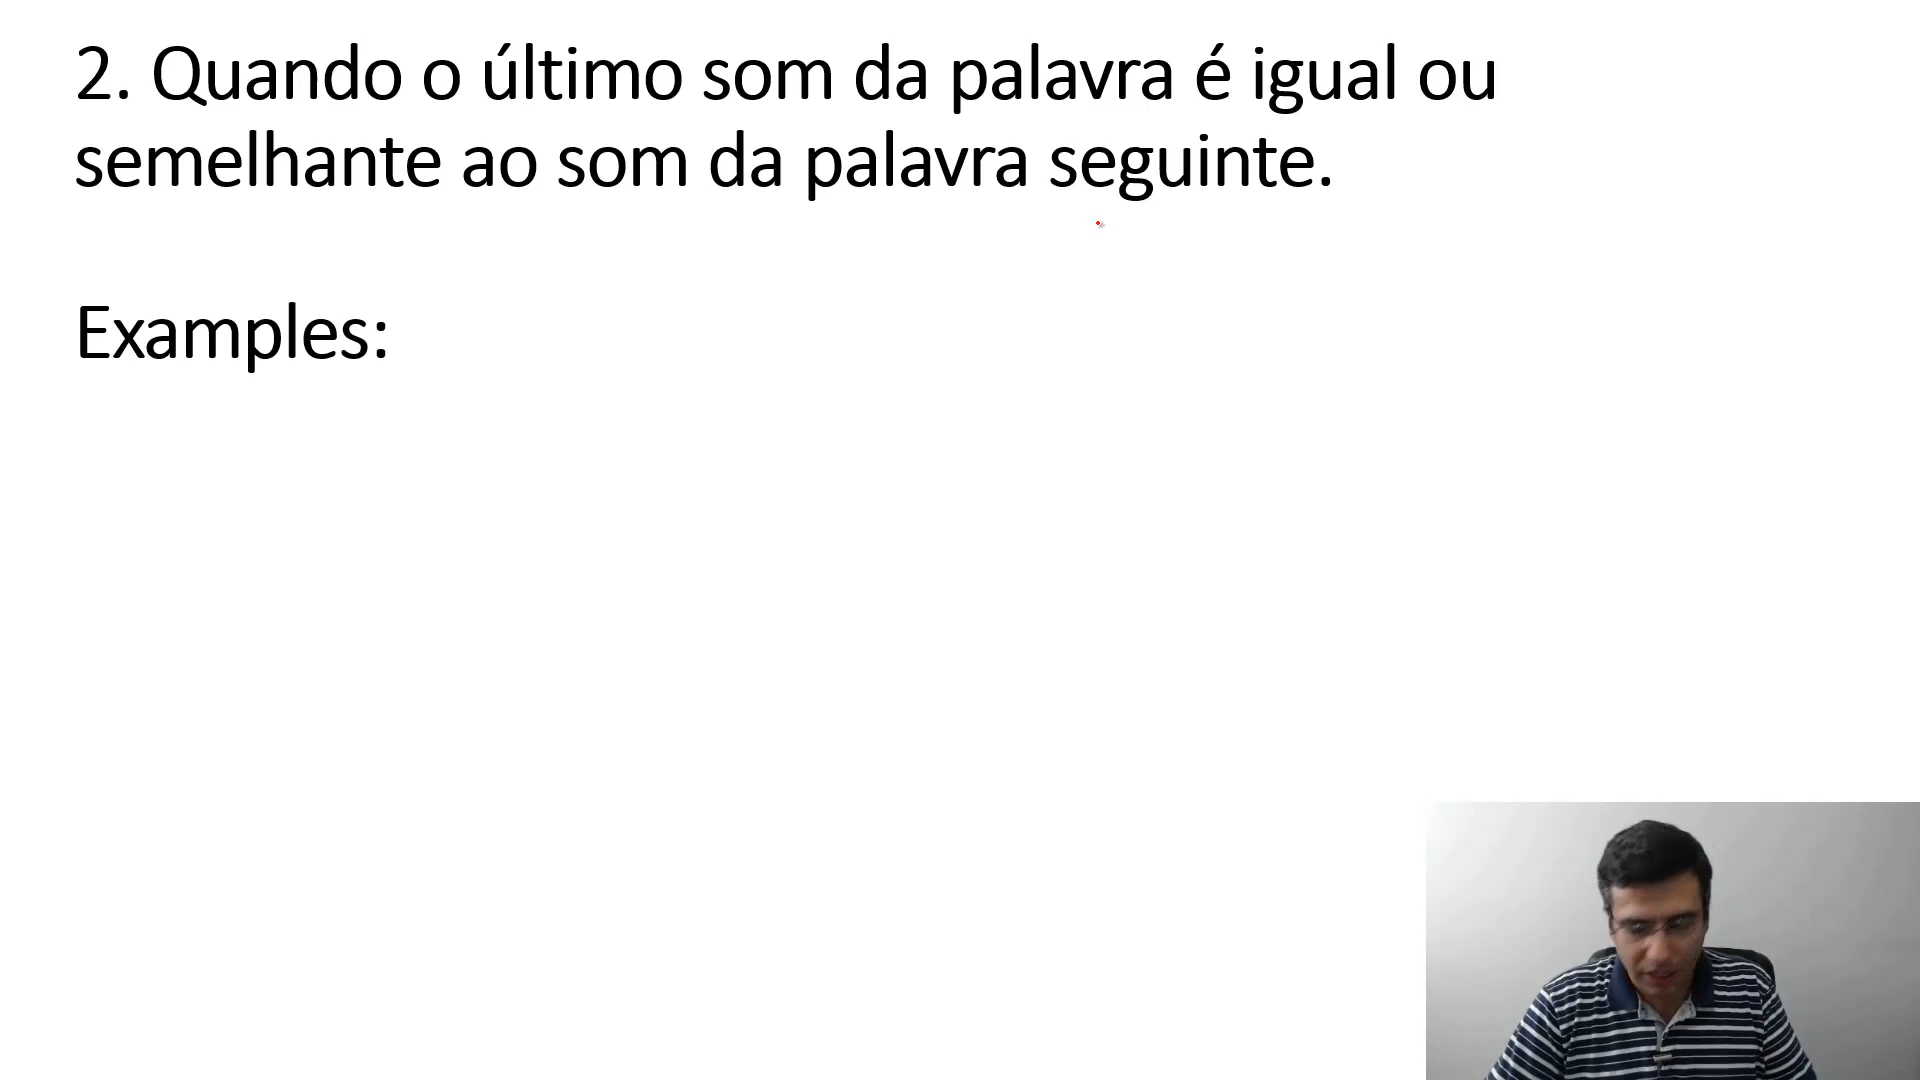 2. Quando o último som da palavra é igual ou
semelhante ao som da palavra seguinte.
Examples: